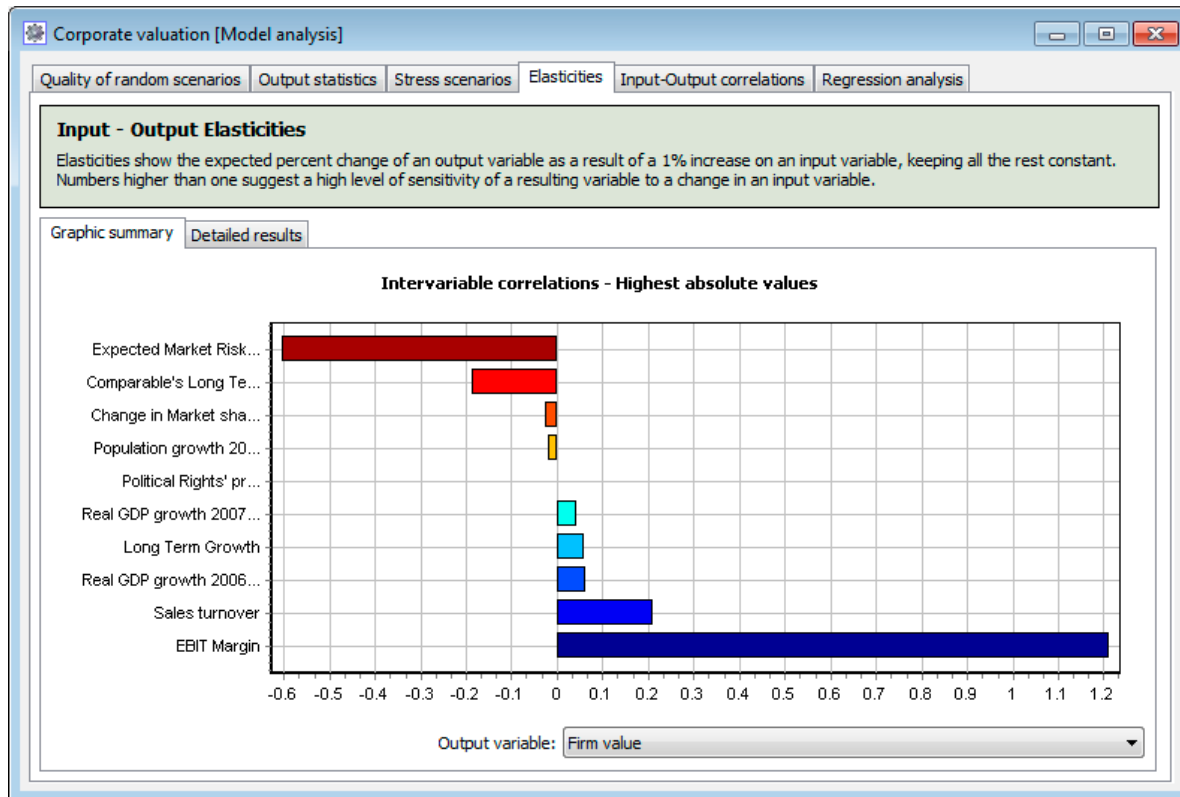 Corporate valuation [Model analysis]
Quality of random scenarios Output statistics Stress scenarios Elasticities Input-Output correlations Regression analysis
Input - Output Elasticities
Elasticities show the expected percent change of an output variable as a result of a 1% increase on an input variable, keeping all the rest constant.
Numbers higher than one suggest a high level of sensitivity of a resulting variable to a change in an input variable.
Graphic summary Detailed results
Intervariable correlations - Highest absolute values
Expected Market Risk...
Comparable's Long Te...
Change in Market sha...
Population growth 20...
Political Rights' pr...
Real GDP growth 2007...
Long Term Growth
Real GDP growth 2006...
Sales turnover
EBIT Margin
-0.6 -0.5 -0.4 -0.3 -0.2 -0.1 0 0.1 0.2 0.3 0.4 0.5 0.6 0.7 0.8 0.9 1 1.1 1.2
Output variable: Firm value